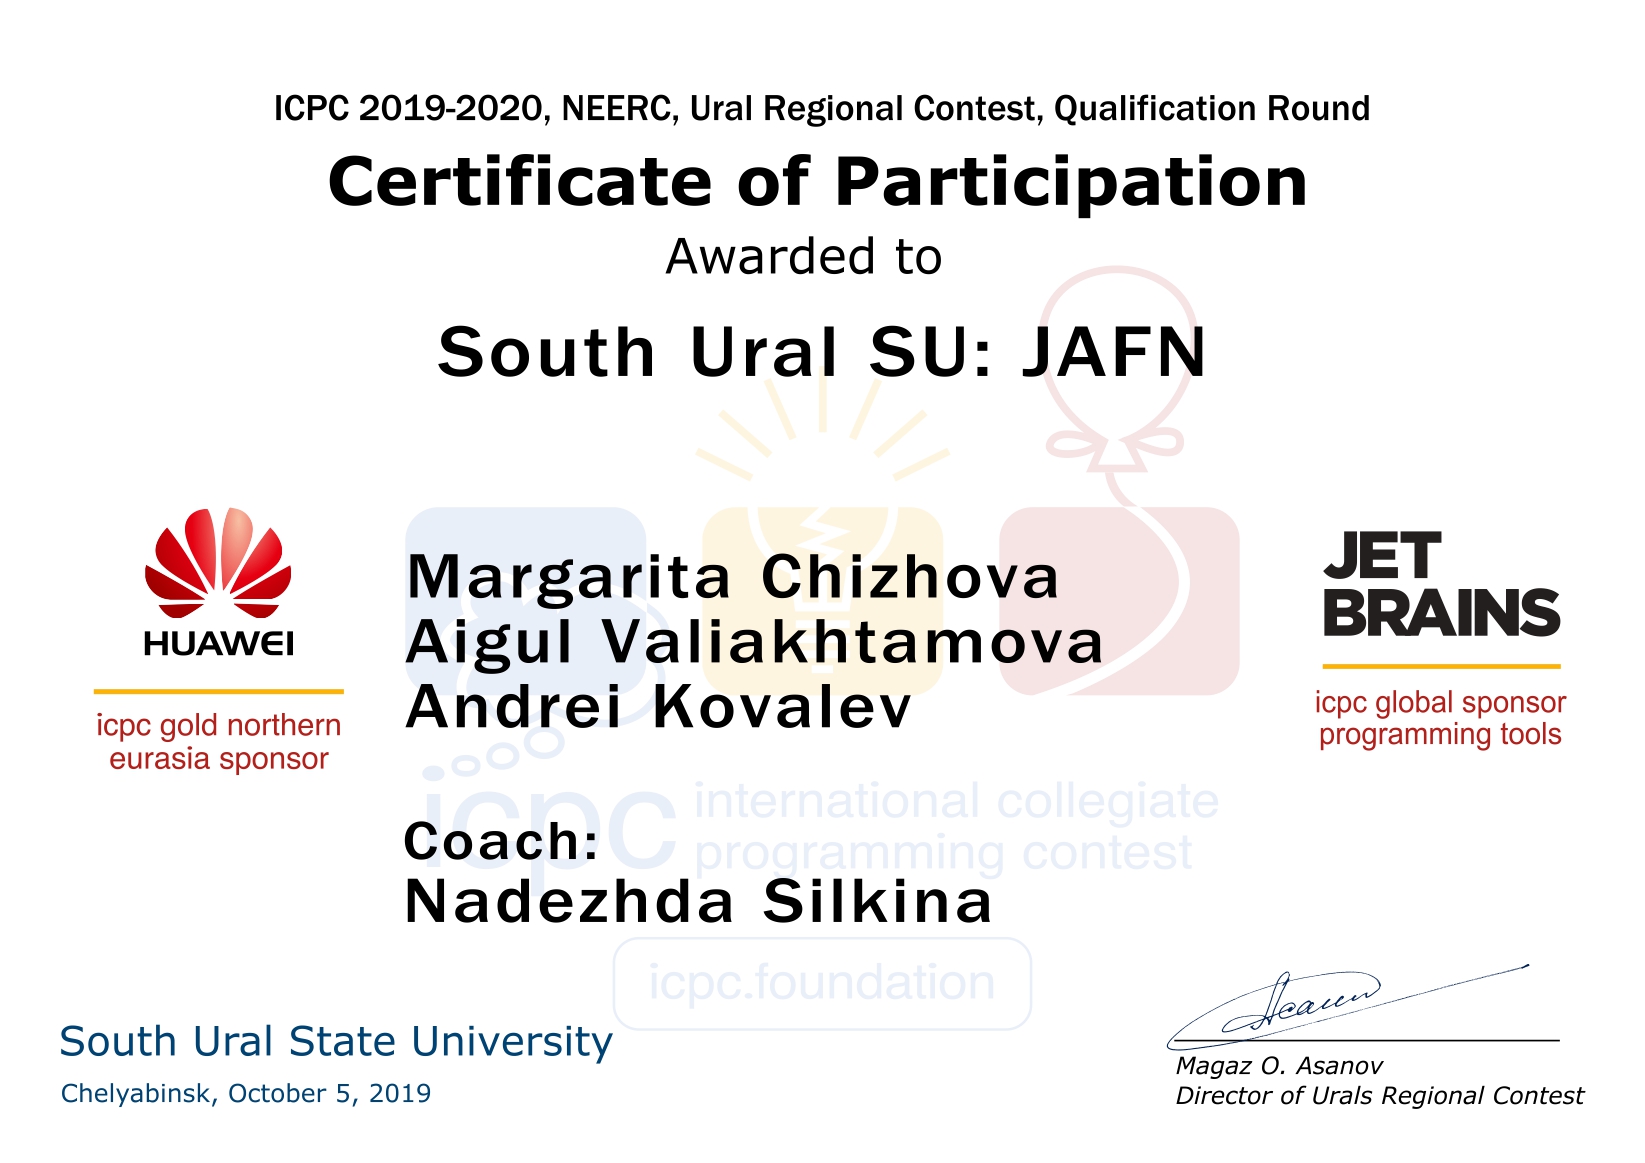 ICPC 2019-2020, NEERC, Ural Regional Contest, Qualification Round
Certificate of Participation
Awarded to
South Ural SU: JAFN
HUAWEI
icpc gold northern
eurasia sponsor
Margarita Chizhova
Aigul Valiakhtamova
Andrei Kovalev
JET
BRAINS
icpc global sponsor
programming tools
icpc international collegiate
programming contest
Coach:
Nadezhda Silkina
icpc.foundation
South Ural State University
Chelyabinsk, October 5, 2019
Magaz O. Asanov
Director of Urals Regional Contest